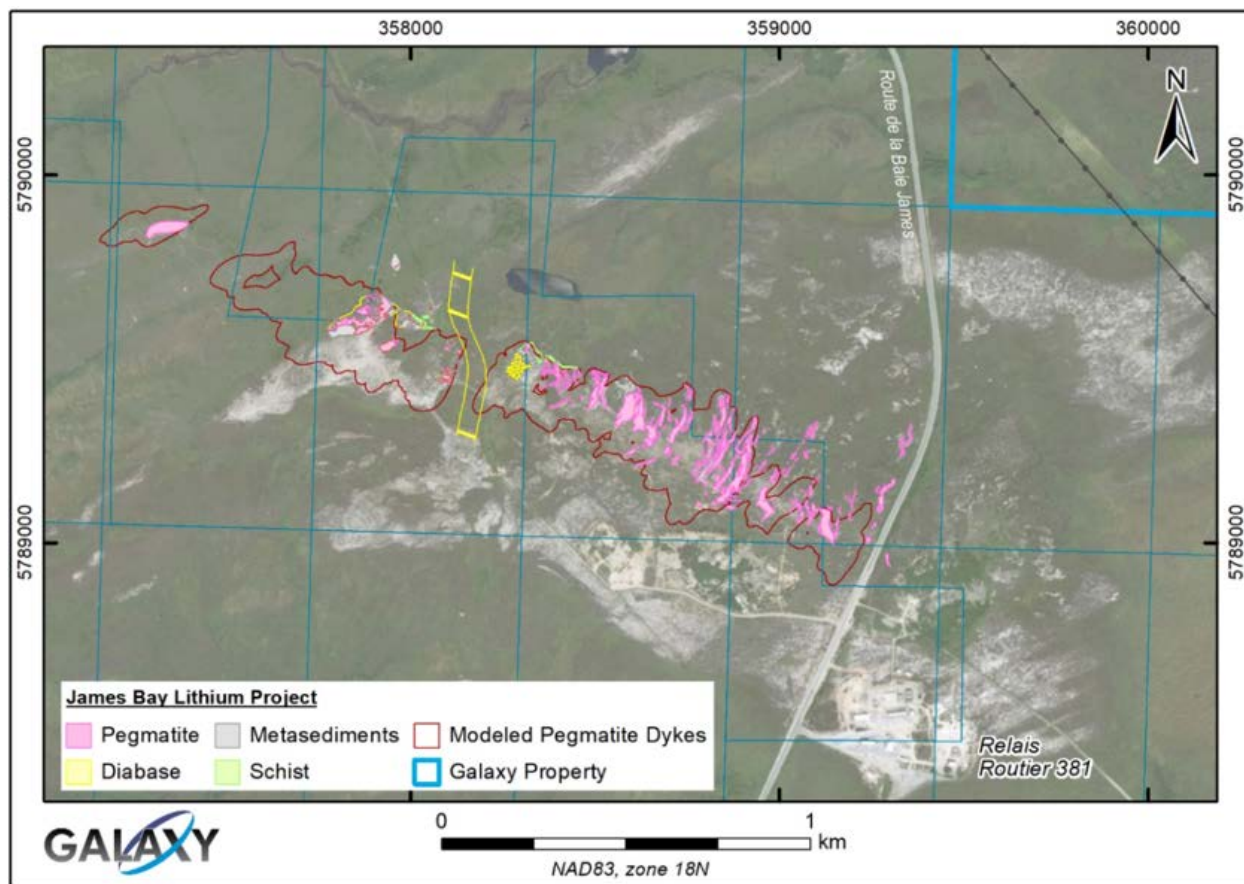 358000
359000
360000
N
Route de la Baie James
5790000
5790000
5789000
5789000
James Bay Lithium Project
Pegmatite
Metasediments
Modeled Pegmatite Dykes
Diabase
Schist
Galaxy Property
Relais
Routier 381
GALAXY
0
1
km
NAD83, zone 18N